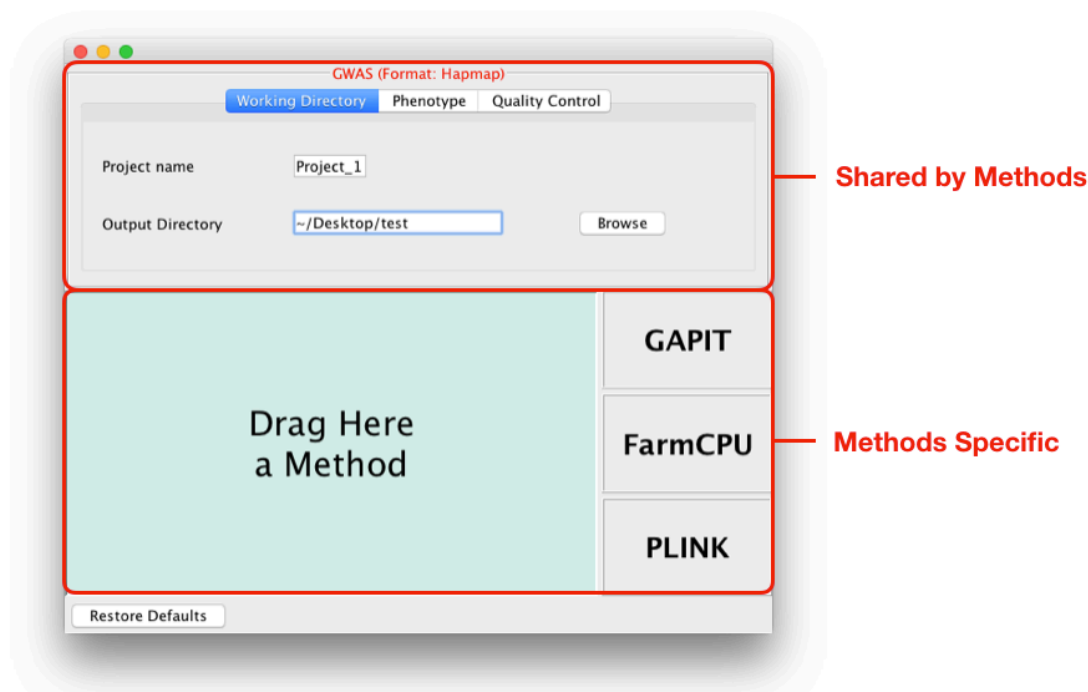 GWAS (Format: Hapmap)
Working Directory Phenotype Quality Control
Project name Project_1
Shared by Methods
Output Directory ~/Desktop/test Browse
GAPIT
Drag Here
a Method
FarmCPU
Methods Specific
PLINK
Restore Defaults